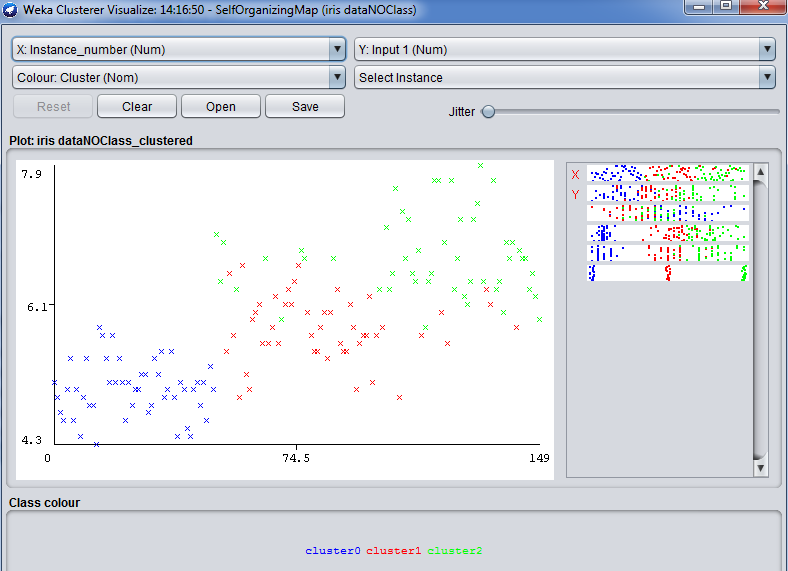 Weka Clusterer Visualize: 14:16:50 - SelfOrganizingMap (iris dataNOClass)
X: Instance_number (Num) Y: Input 1 (Num)
Colour: Cluster (Nom) Select Instance
Reset Clear Open Save Jitter
Plot: iris dataNOClass_clustered
7.9
6.1
4.3
0 74.5 149
X
Y
Class colour
cluster0 cluster1 cluster2